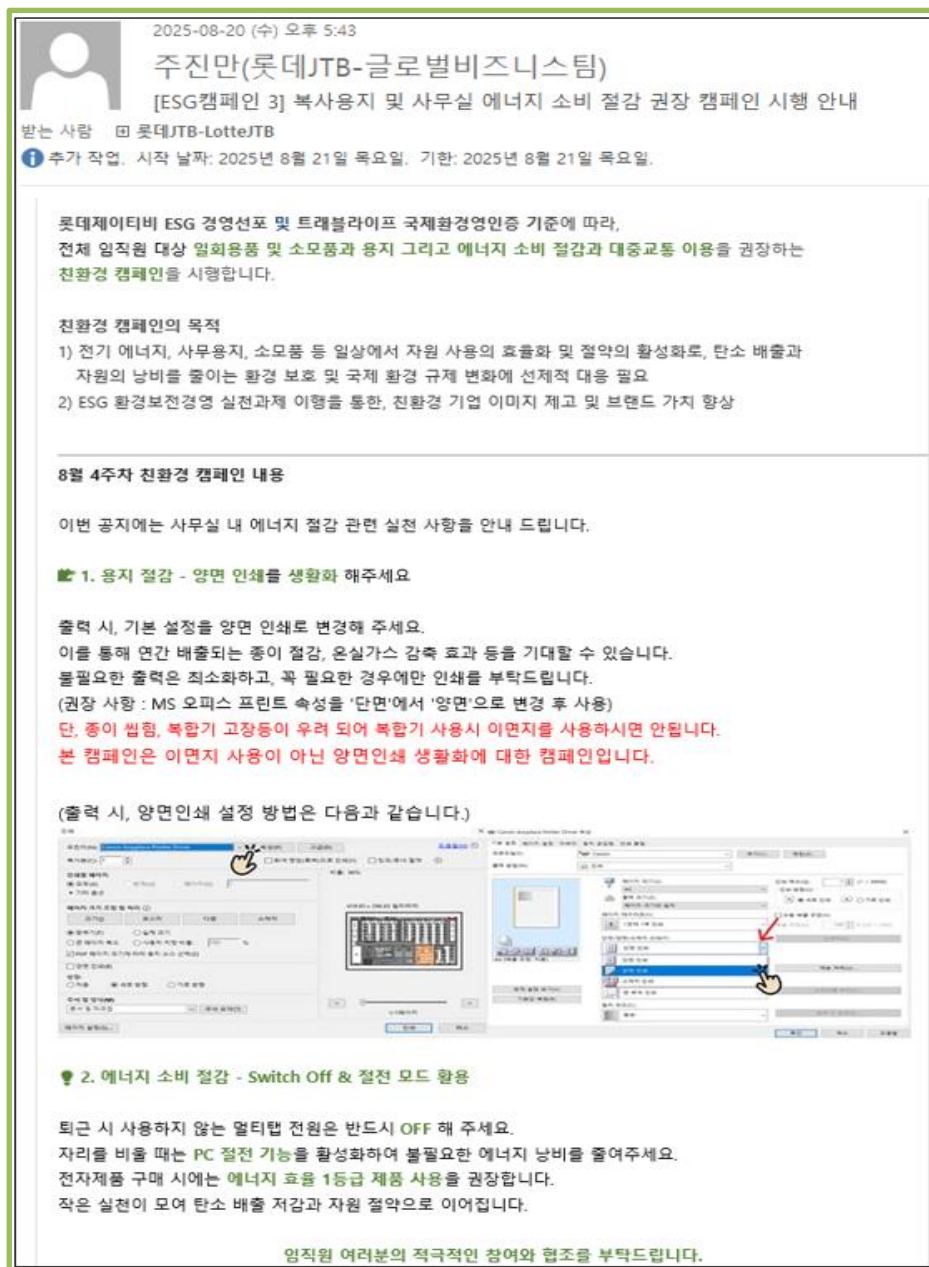 2025-08-20 (수) 오후 5:43
주진만(롯데JTB-글로벌비즈니스팀)
[ESG캠페인 3] 복사용지 및 사무실 에너지 소비 절감 권장 캠페인 시행 안내
받는 사람 롯데JTB-LotteJTB
추가 작업. 시작 날짜: 2025년 8월 21일 목요일. 기한: 2025년 8월 21일 목요일.
롯데제이티비 ESG 경영선포 및 트래블라이프 국제환경영인증 기준에 따라,
전체 임직원 대상 일회용품 및 소모품과 용지 그리고 에너지 소비 절감과 대중교통 이용을 권장하는
친환경 캠페인을 시행합니다.
친환경 캠페인의 목적
1) 전기 에너지, 사무용지, 소모품 등 일상에서 자원 사용의 효율화 및 절약의 활성화로, 탄소 배출과
자원의 낭비를 줄이는 환경 보호 및 국제 환경 규제 변화에 선제적 대응 필요
2) ESG 환경보전경영 실천과제 이행을 통한, 친환경 기업 이미지 제고 및 브랜드 가치 향상
8월 4주차 친환경 캠페인 내용
이번 공지에는 사무실 내 에너지 절감 관련 실천 사항을 안내 드립니다.
1. 용지 절감 - 양면 인쇄를 생활화 해주세요
출력 시, 기본 설정을 양면 인쇄로 변경해 주세요.
이를 통해 연간 배출되는 종이 절감, 온실가스 감축 효과 등을 기대할 수 있습니다.
불필요한 출력은 최소화하고, 꼭 필요한 경우에만 인쇄를 부탁드립니다.
(권장 사항 : MS 오피스 프린트 속성을 '단면'에서 '양면'으로 변경 후 사용)
단, 종이 씹힘, 복합기 고장등이 우려 되어 복합기 사용시 이면지를 사용하시면 안됩니다.
본 캠페인은 이면지 사용이 아닌 양면인쇄 생활화에 대한 캠페인입니다.
(출력 시, 양면인쇄 설정 방법은 다음과 같습니다.)
2. 에너지 소비 절감 - Switch Off & 절전 모드 활용
퇴근 시 사용하지 않는 멀티탭 전원은 반드시 OFF 해 주세요.
자리를 비울 때는 PC 절전 기능을 활성화하여 불필요한 에너지 낭비를 줄여주세요.
전자제품 구매 시에는 에너지 효율 1등급 제품 사용을 권장합니다.
작은 실천이 모여 탄소 배출 저감과 자원 절약으로 이어집니다.
임직원 여러분의 적극적인 참여와 협조를 부탁드립니다.